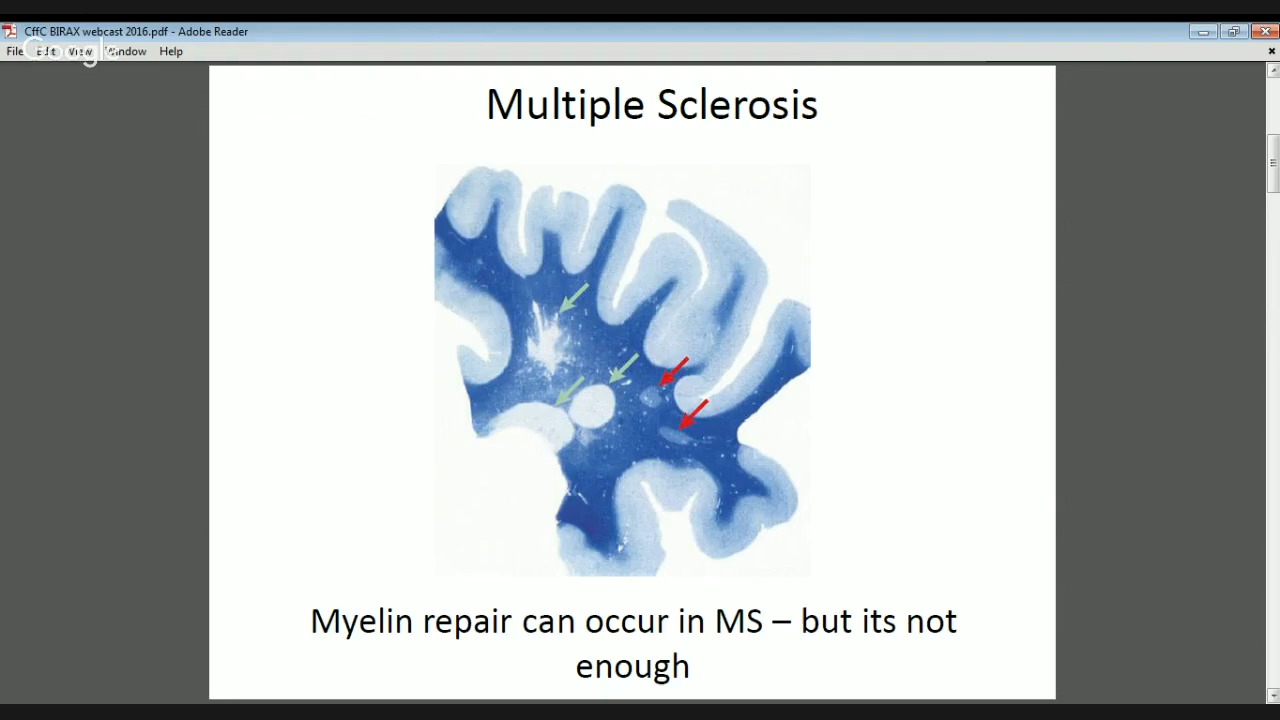 CffC BIRAX webcast 2016.pdf - Adobe Reader
File Edit View Window Help
Google
Multiple Sclerosis
Myelin repair can occur in MS – but its not
enough